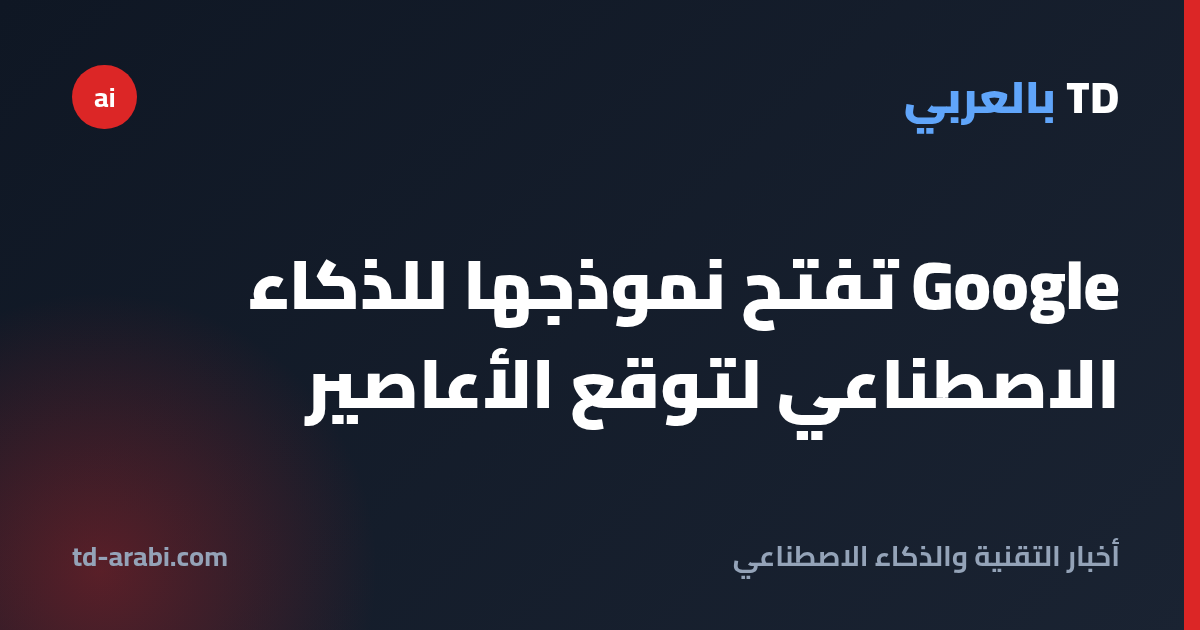 TD بالعربي
ai
Google تفتح نموذجها للذكاء
الاصطناعي لتوقع الأعاصير
أخبار التقنية والذكاء الاصطناعي
td-arabi.com